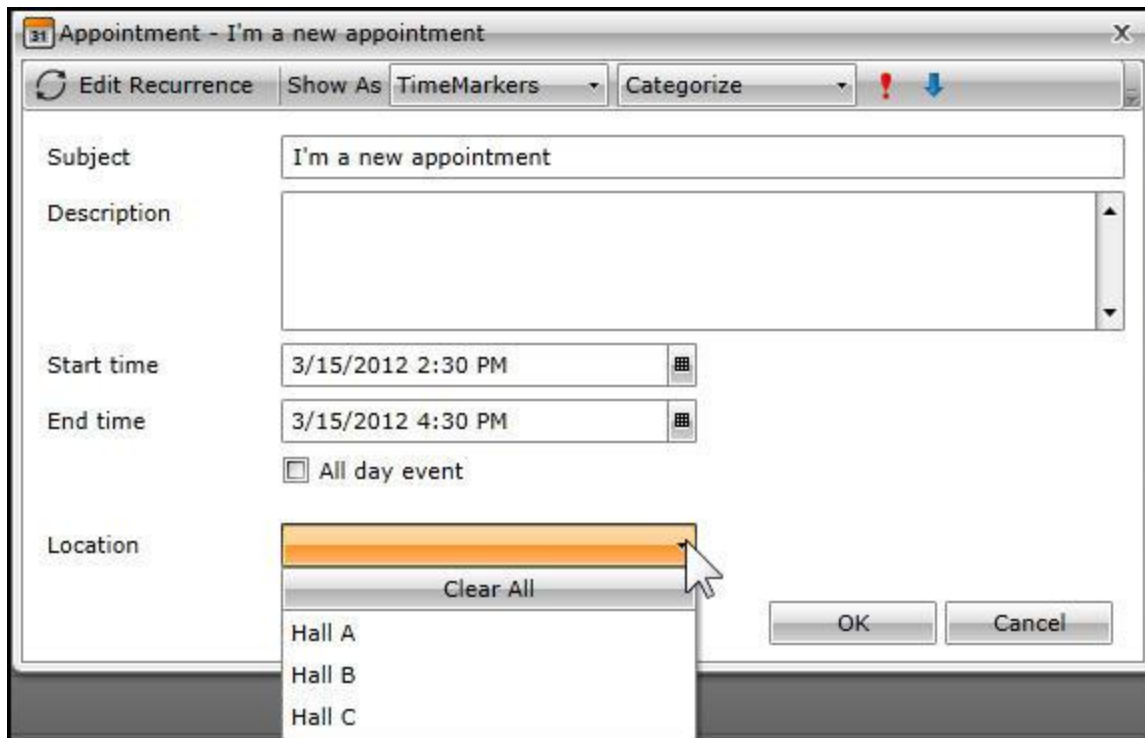 31 Appointment - I'm a new appointment X
Edit Recurrence Show As TimeMarkers Categorize
Subject I'm a new appointment
Description
Start time 3/15/2012 2:30 PM
End time 3/15/2012 4:30 PM
All day event
Location
Clear All
Hall A OK Cancel
Hall B
Hall C